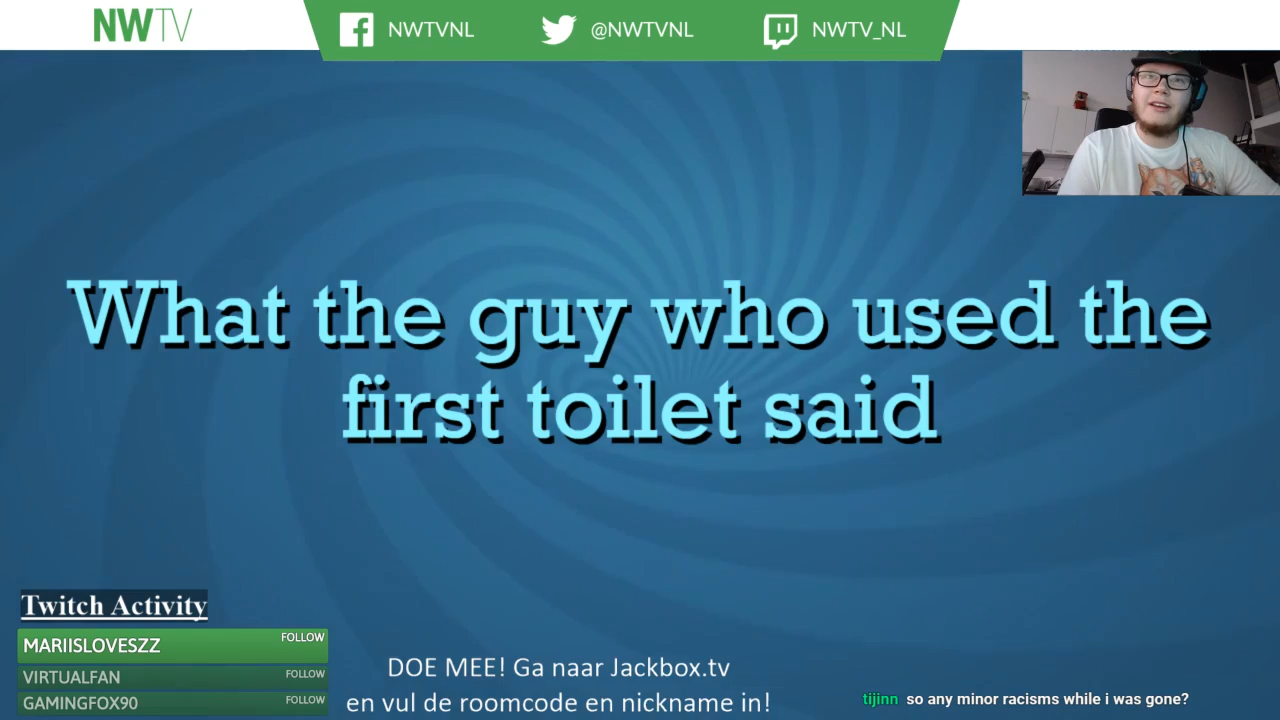 NWTV
NWTVNL
@NWTVNL
NWTV_NL
What the guy who used the
first toilet said
Twitch Activity
MARIISLOVESZZ FOLLOW
VIRTUALFAN FOLLOW
GAMINGFOX90 FOLLOW
DOE MEE! Ga naar Jackbox.tv
en vul de roomcode en nickname in!
tijinn so any minor racisms while i was gone?